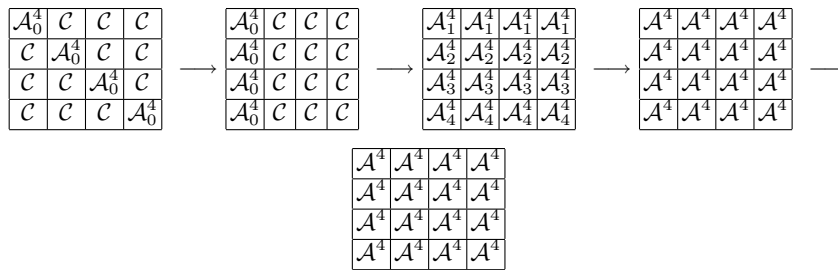 𝒜₀⁴ 𝒞 𝒞 𝒞 𝒜₀⁴ 𝒞 𝒞 𝒞 𝒜₁⁴ 𝒜₁⁴ 𝒜₁⁴ 𝒜₁⁴ 𝒜⁴ 𝒜⁴ 𝒜⁴ 𝒜⁴
𝒞 𝒜₀⁴ 𝒞 𝒞 𝒜₀⁴ 𝒞 𝒞 𝒞 𝒜₂⁴ 𝒜₂⁴ 𝒜₂⁴ 𝒜₂⁴ 𝒜⁴ 𝒜⁴ 𝒜⁴ 𝒜⁴
𝒞 𝒞 𝒜₀⁴ 𝒞 𝒜₀⁴ 𝒞 𝒞 𝒞 𝒜₃⁴ 𝒜₃⁴ 𝒜₃⁴ 𝒜₃⁴ 𝒜⁴ 𝒜⁴ 𝒜⁴ 𝒜⁴
𝒞 𝒞 𝒞 𝒜₀⁴ 𝒜₀⁴ 𝒞 𝒞 𝒞 𝒜₄⁴ 𝒜₄⁴ 𝒜₄⁴ 𝒜₄⁴ 𝒜⁴ 𝒜⁴ 𝒜⁴ 𝒜⁴
𝒜⁴ 𝒜⁴ 𝒜⁴ 𝒜⁴
𝒜⁴ 𝒜⁴ 𝒜⁴ 𝒜⁴
𝒜⁴ 𝒜⁴ 𝒜⁴ 𝒜⁴
𝒜⁴ 𝒜⁴ 𝒜⁴ 𝒜⁴